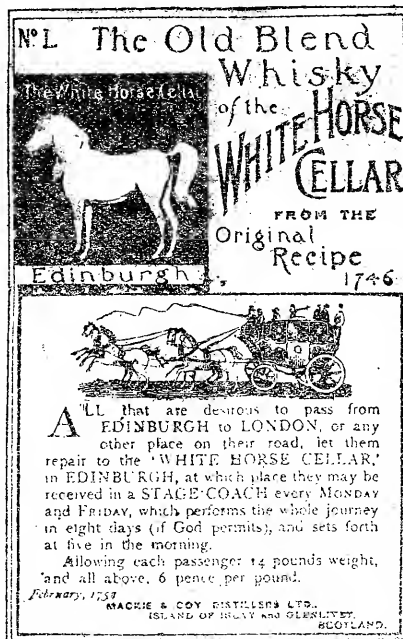 No L The Old Blend
Whisky
of the
WHITE HORSE
CELLAR
FROM THE
Original
Recipe
1746
The White Horse Cellar
Edinburgh
ALL that are desirous to pass from
EDINBURGH to LONDON, or any
other place on their road, let them
repair to the 'WHITE HORSE CELLAR,'
in EDINBURGH, at which place they may be
received in a STAGE COACH every MONDAY
and FRIDAY, which performs the whole journey
in eight days (if God permits), and sets forth
at five in the morning.
Allowing each passenger 14 pounds weight,
and all above, 6 pence per pound.
February, 1754
MACKIE & COY DISTILLERS LTD.,
ISLAND OF ISLAY AND GLENLIVET,
SCOTLAND.